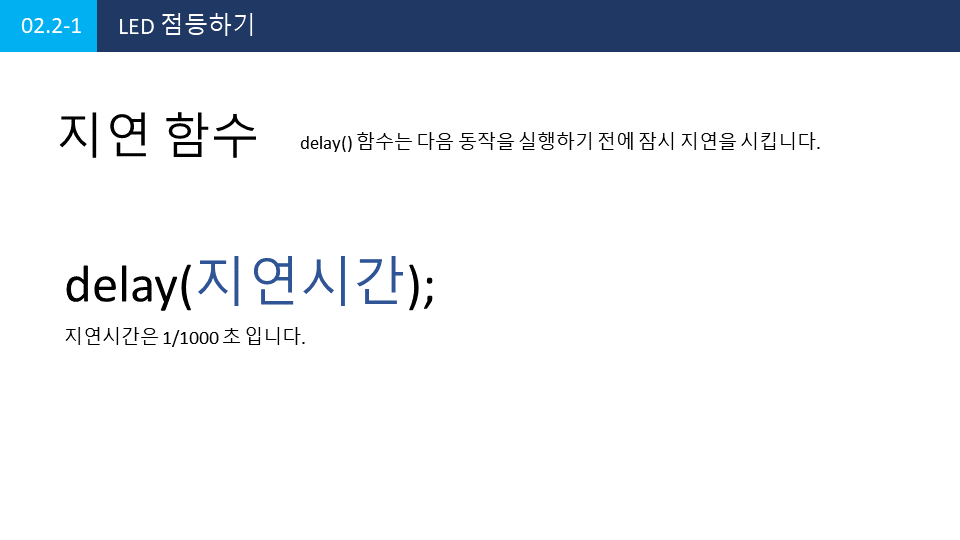 02.2-1
LED 점등하기
지연 함수
delay() 함수는 다음 동작을 실행하기 전에 잠시 지연을 시킵니다.
delay(지연시간);
지연시간은 1/1000 초 입니다.